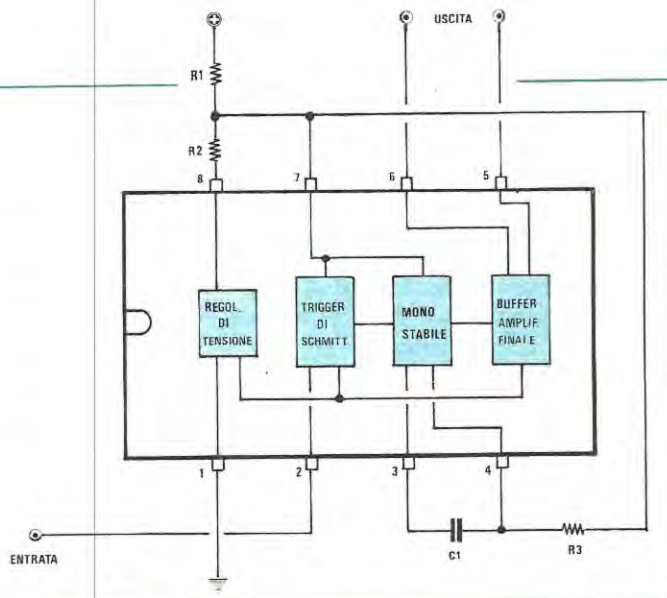 USCITA
R1
R2
8
7
6
5
REGOL.
DI
TENSIONE
TRIGGER
DI
SCHMITT
MONO
STABILE
BUFFER
AMPLIF.
FINALE
1
2
3
4
ENTRATA
C1
R3